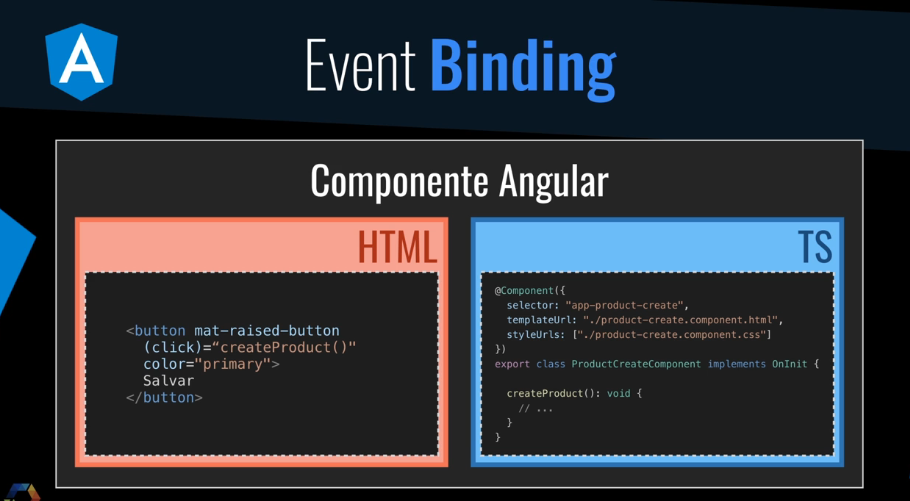 A
Event Binding
Componente Angular
HTML
<button mat-raised-button
(click)=“createProduct()"
color="primary">
Salvar
</button>
TS
@Component({
selector: "app-product-create",
templateUrl: "./product-create.component.html",
styleUrls: ["./product-create.component.css"]
})
export class ProductCreateComponent implements OnInit {
createProduct(): void {
// ...
}
}